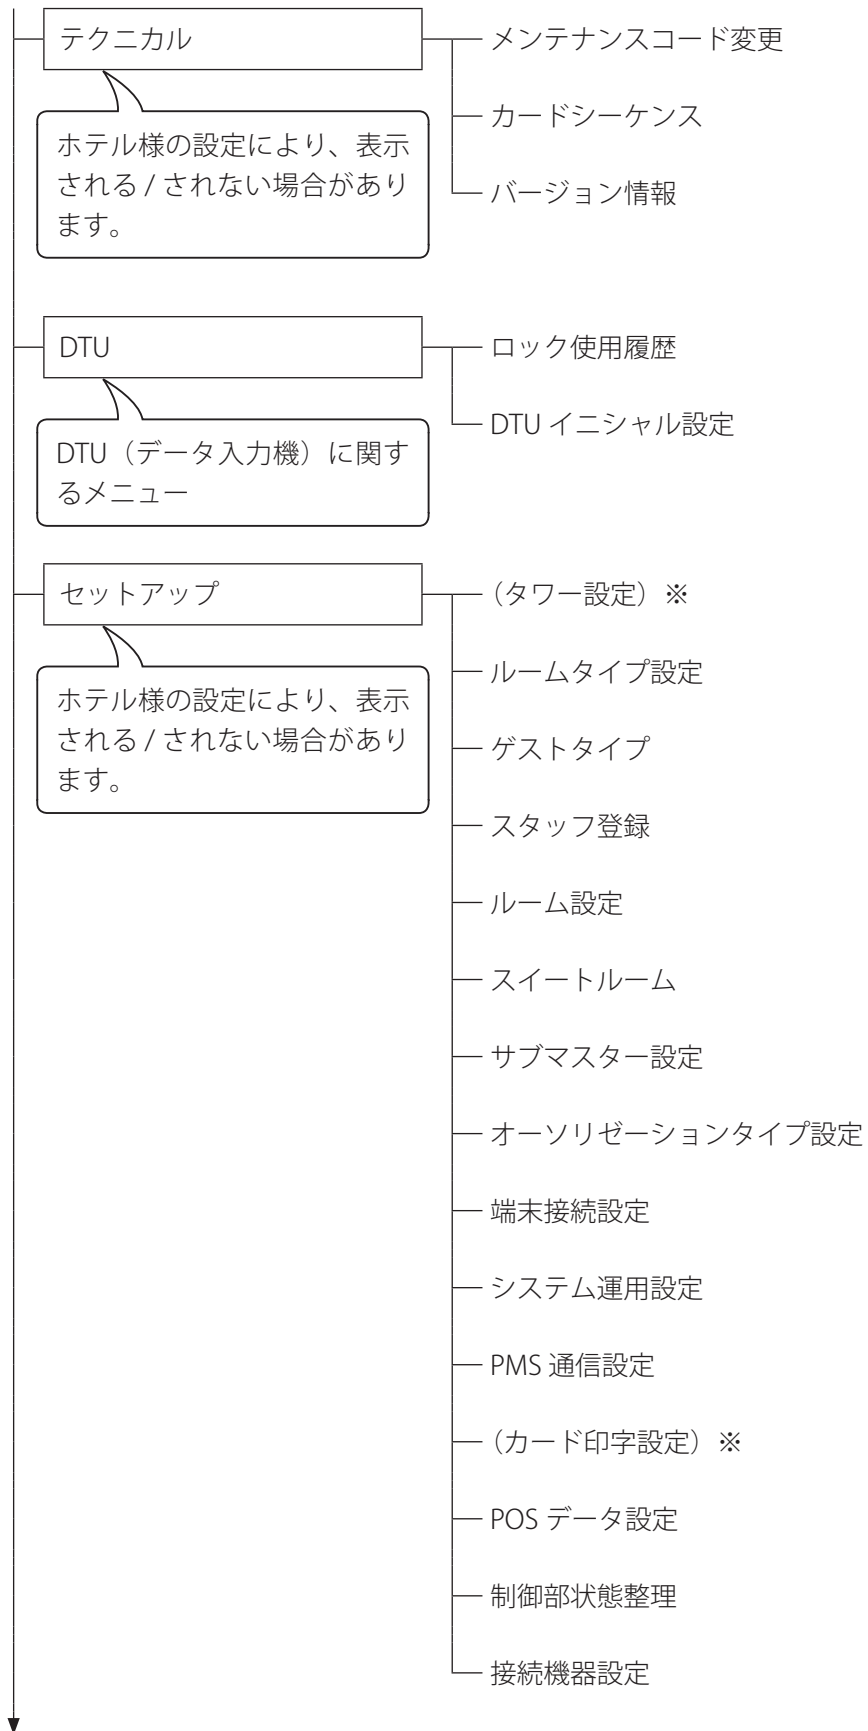 テクニカル
メンテナンスコード変更
カードシーケンス
バージョン情報
ホテル様の設定により、表示
される / されない場合があり
ます。
DTU
ロック使用履歴
DTU イニシャル設定
DTU（データ入力機）に関す
るメニュー
セットアップ
（タワー設定）※
ルームタイプ設定
ゲストタイプ
スタッフ登録
ルーム設定
スイートルーム
サブマスター設定
オーソリゼーションタイプ設定
端末接続設定
システム運用設定
PMS 通信設定
（カード印字設定）※
POS データ設定
制御部状態整理
接続機器設定
ホテル様の設定により、表示
される / されない場合があり
ます。